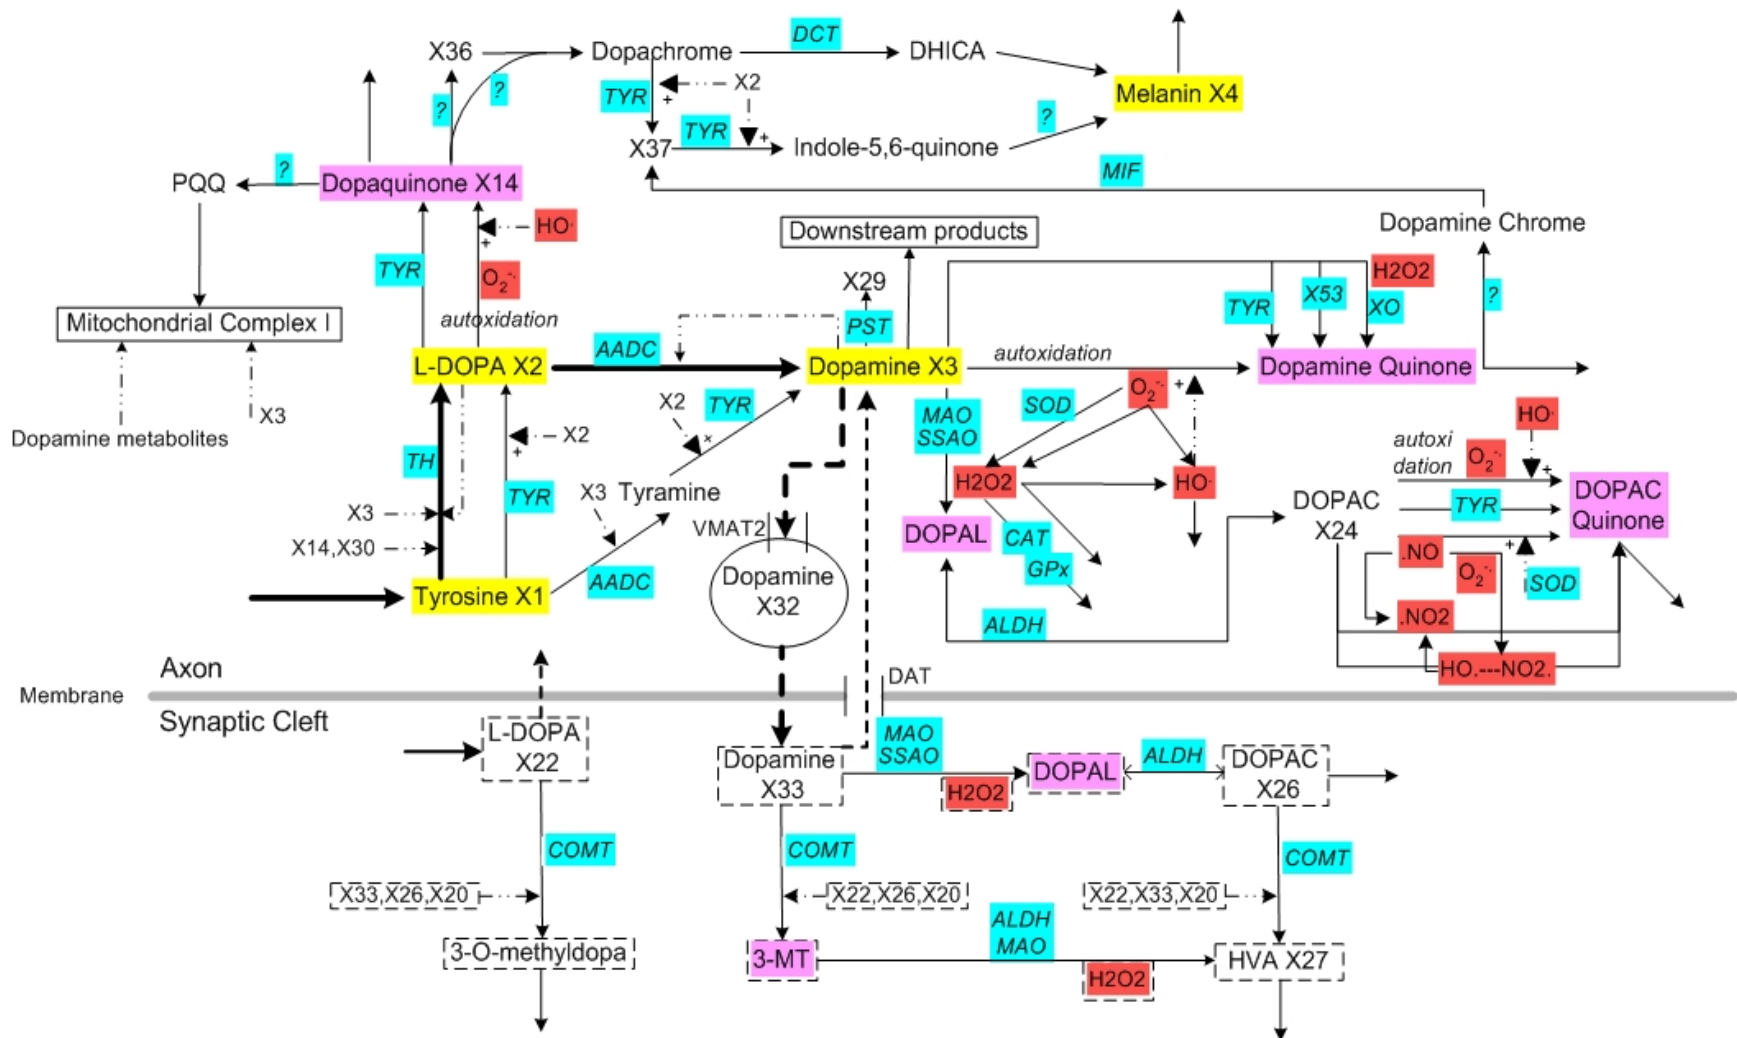 X36
Dopachrome
DCT
DHICA
?
?
TYR
+
X2
Melanin X4
TYR
+
?
X37
Indole-5,6-quinone
PQQ
?
Dopaquinone X14
MIF
HO·
+
Downstream products
Dopamine Chrome
TYR
O2-·
X29
H2O2
TYR
X53
XO
?
Mitochondrial Complex I
autoxidation
PST
AADC
autoxidation
L-DOPA X2
Dopamine X3
Dopamine Quinone
X3
Dopamine metabolites
X2
+
TYR
MAO
SSAO
SOD
O2-·
+
HO·
TH
X2
+
autoxi
dation
O2-·
+
TYR
X3
Tyramine
H2O2
HO·
DOPAC
X24
TYR
DOPAC
Quinone
X3
X14,X30
VMAT2
DOPAL
CAT
GPx
.NO
O2-·
+
SOD
AADC
Tyrosine X1
Dopamine
X32
ALDH
.NO2
HO.---NO2.
Axon
Membrane
DAT
Synaptic Cleft
L-DOPA
X22
Dopamine
X33
MAO
SSAO
H2O2
DOPAL
ALDH
DOPAC
X26
COMT
COMT
COMT
X33,X26,X20
X22,X26,X20
X22,X33,X20
3-O-methyldopa
3-MT
ALDH
MAO
H2O2
HVA X27